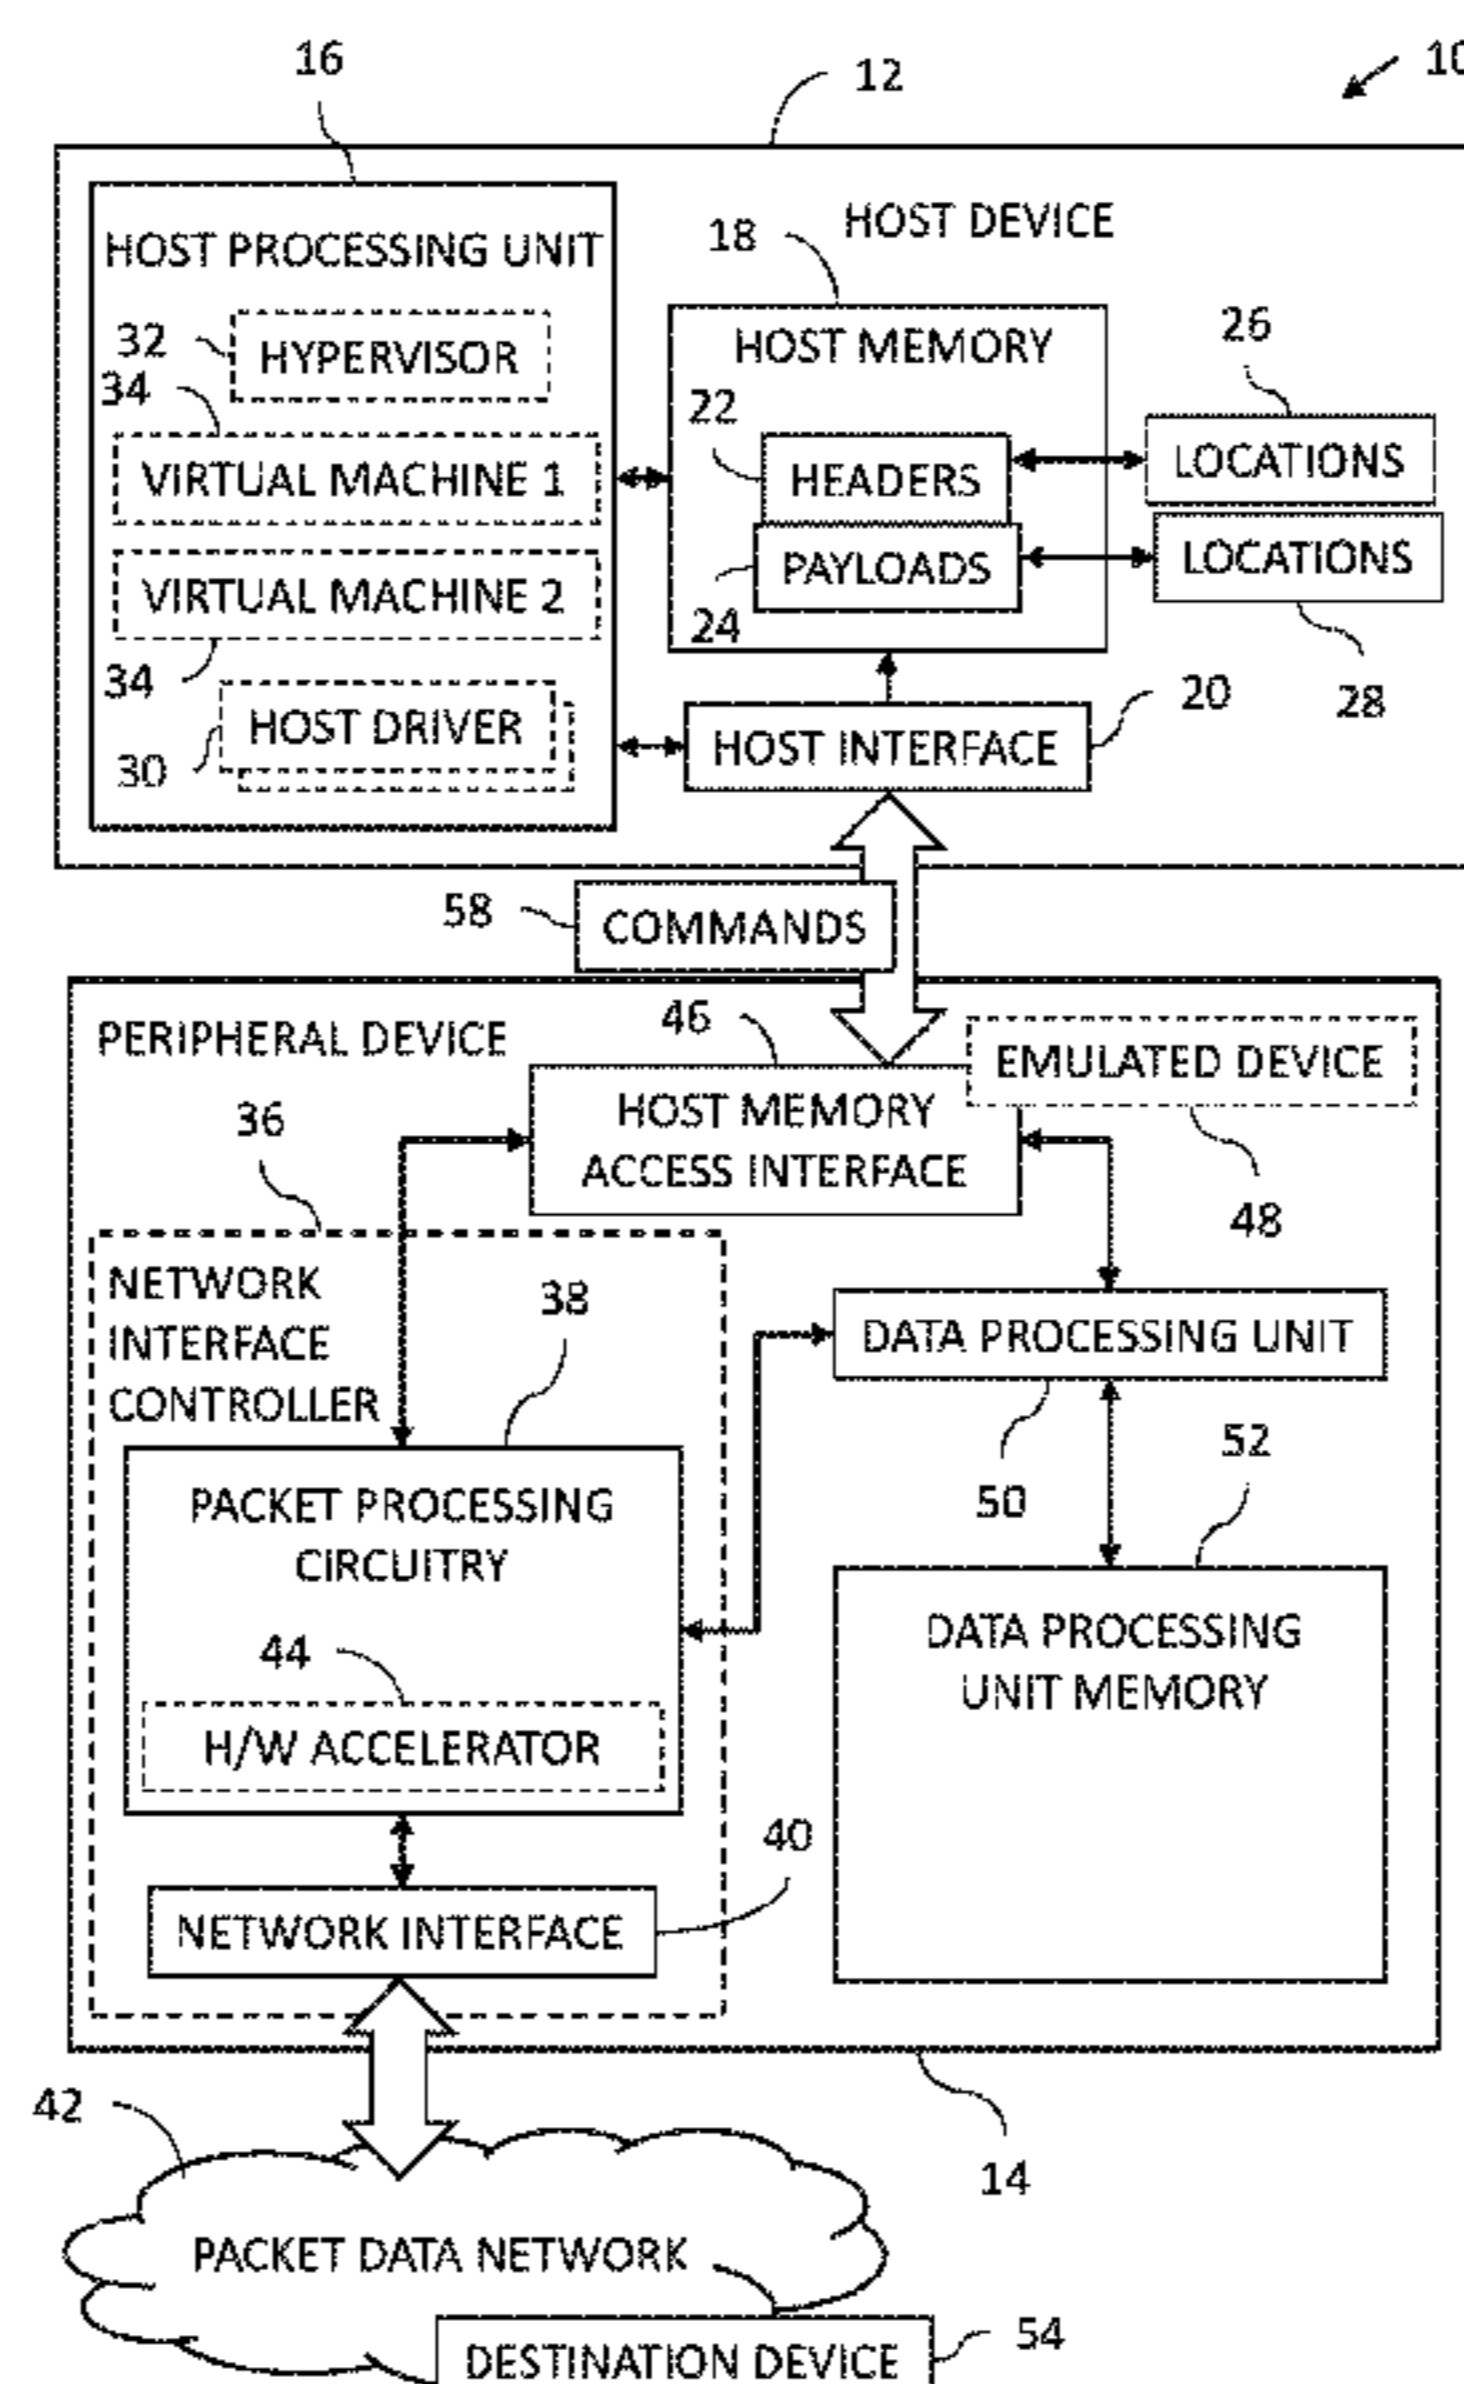 16
12
10
HOST PROCESSING UNIT
18
HOST DEVICE
32
HYPERVISOR
HOST MEMORY
26
34
22
VIRTUAL MACHINE 1
HEADERS
LOCATIONS
VIRTUAL MACHINE 2
PAYLOADS
LOCATIONS
24
34
20
28
HOST DRIVER
HOST INTERFACE
30
58
COMMANDS
PERIPHERAL DEVICE
46
EMULATED DEVICE
36
HOST MEMORY
ACCESS INTERFACE
48
NETWORK
INTERFACE
CONTROLLER
38
DATA PROCESSING UNIT
50
52
PACKET PROCESSING
CIRCUITRY
DATA PROCESSING
UNIT MEMORY
44
H/W ACCELERATOR
40
NETWORK INTERFACE
42
14
PACKET DATA NETWORK
54
DESTINATION DEVICE